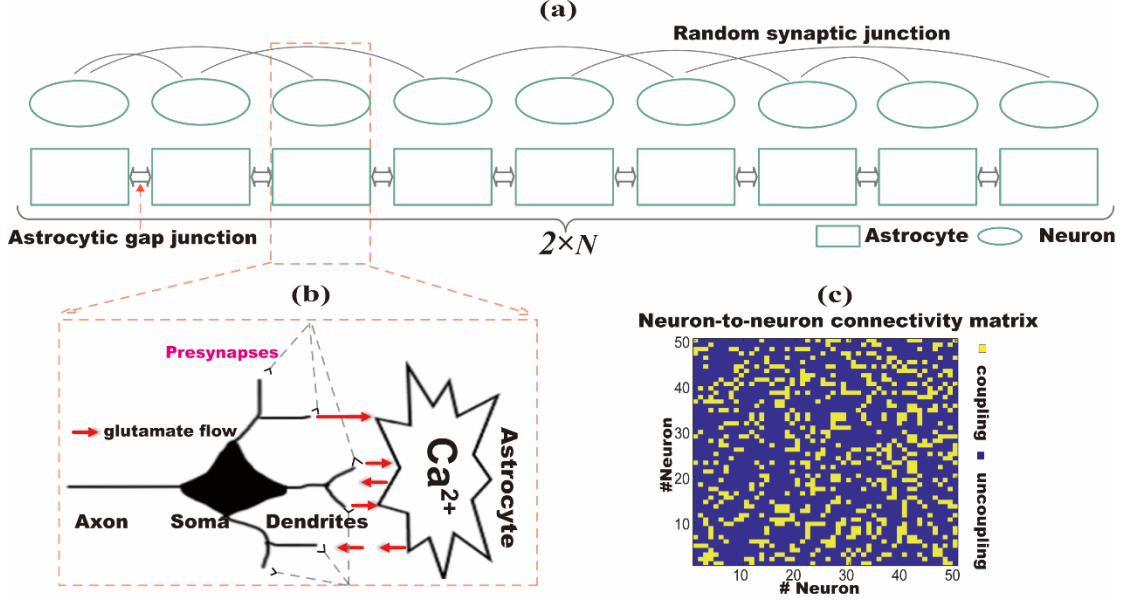 (a)
Random synaptic junction
Astrocytic gap junction
2×N
Astrocyte
Neuron
(b)
Presynapses
glutamate flow
Axon
Soma
Dendrites
Ca2+
Astrocyte
(c)
Neuron-to-neuron connectivity matrix
50
40
30
20
10
#Neuron
10
20
30
40
50
# Neuron
coupling
uncoupling